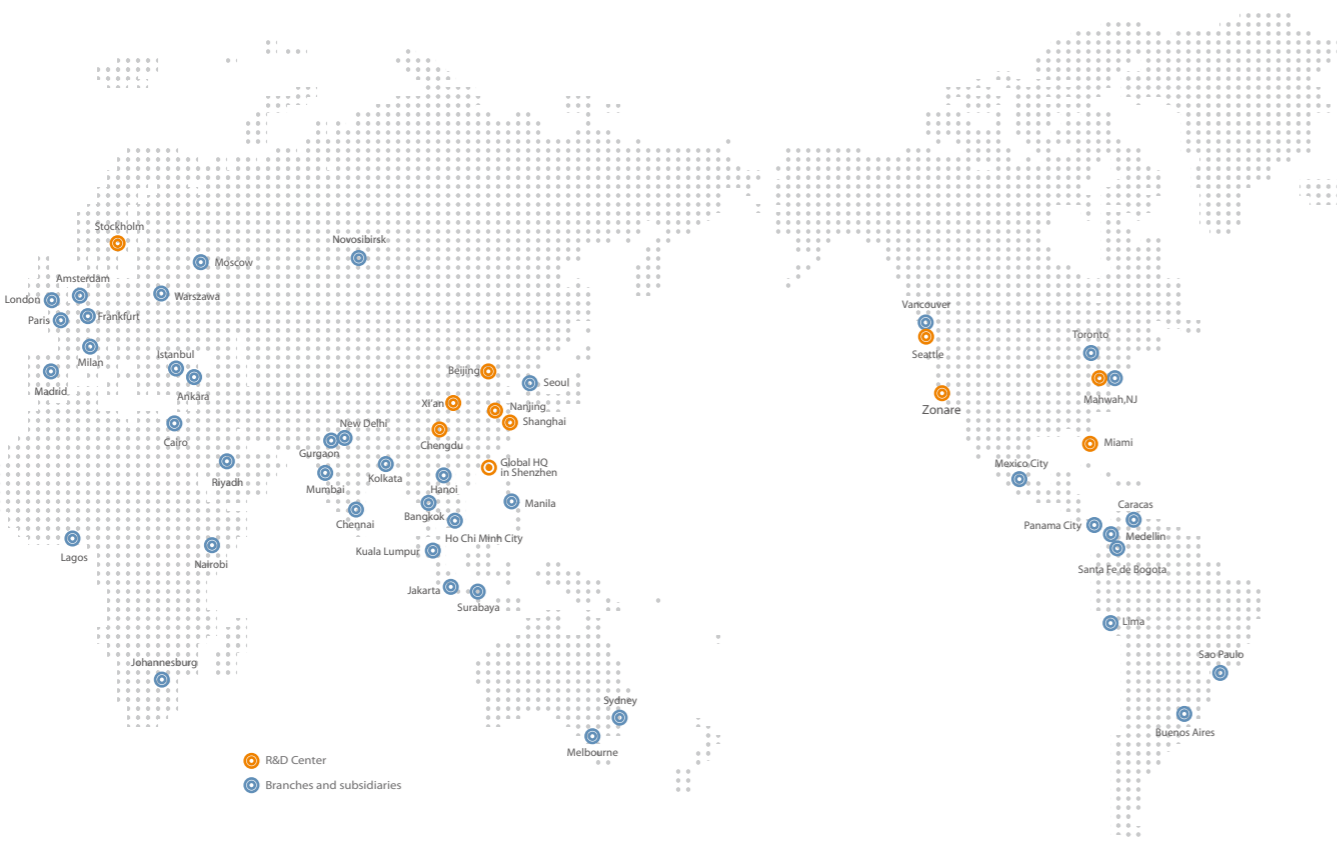 Stockholm
Novosibirsk
Moscow
Amsterdam
Warszawa
London
Vancouver
Frankfurt
Paris
Toronto
Istanbul
Seattle
Milan
Beijing
Seoul
Madrid
Ankara
Mahwah,NJ
Xi'an
Nanjing
Zonare
Shanghai
New Delhi
Cairo
Chengdu
Miami
Gurgaon
Global HQ
in Shenzhen
Mexico City
Kolkata
Riyadh
Mumbai
Hanoi
Manila
Caracas
Bangkok
Chennai
Panama City
Medellin
Ho Chi Minh City
Kuala Lumpur
Lagos
Nairobi
Santa Fe de Bogota
Jakarta
Surabaya
Lima
Sao Paulo
Johannesburg
Sydney
Buenos Aires
Melbourne
R&D Center
Branches and subsidiaries